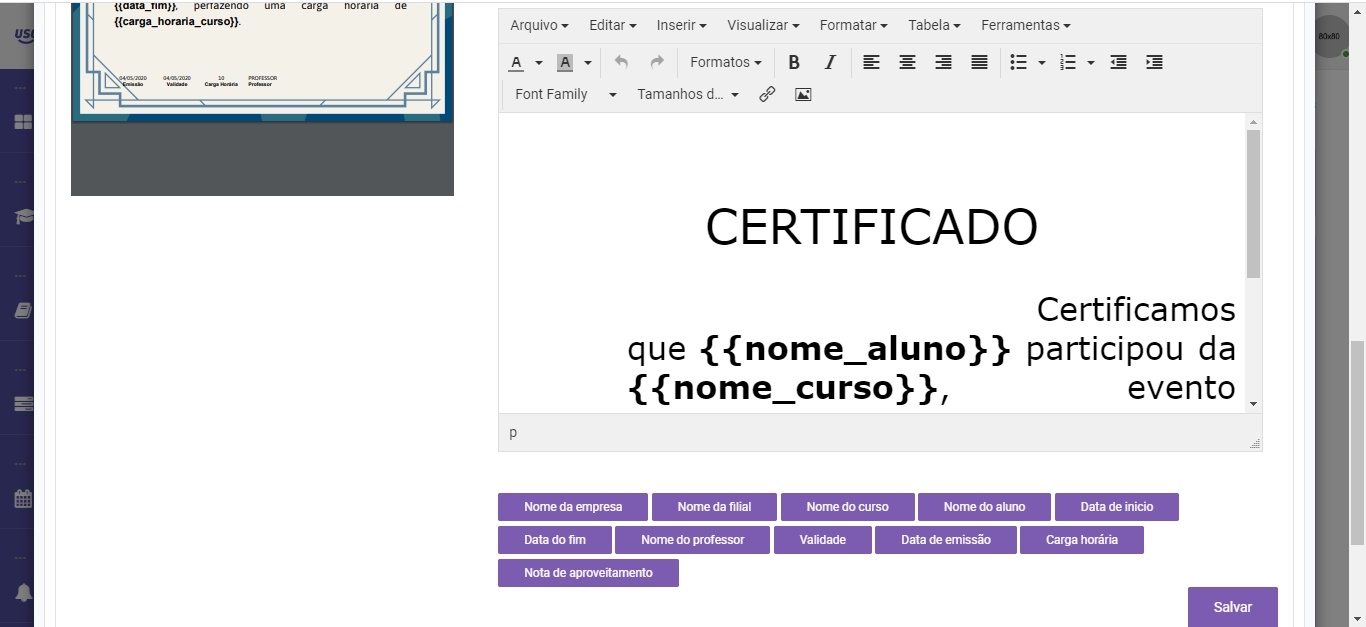 {{data_fim}}, perfazendo uma carga horária de
{{carga_horaria_curso}}.
04/05/2020 04/05/2020 10 PROFESSOR
Emissão Validade Carga Horária Professor
Arquivo Editar Inserir Visualizar Formatar Tabela Ferramentas
A A Formatos B I
Font Family Tamanhos d...
CERTIFICADO
Certificamos
que {{nome_aluno}} participou da
{{nome_curso}}, evento
p
Nome da empresa Nome da filial Nome do curso Nome do aluno Data de inicio
Data do fim Nome do professor Validade Data de emissão Carga horária
Nota de aproveitamento
Salvar
80x80